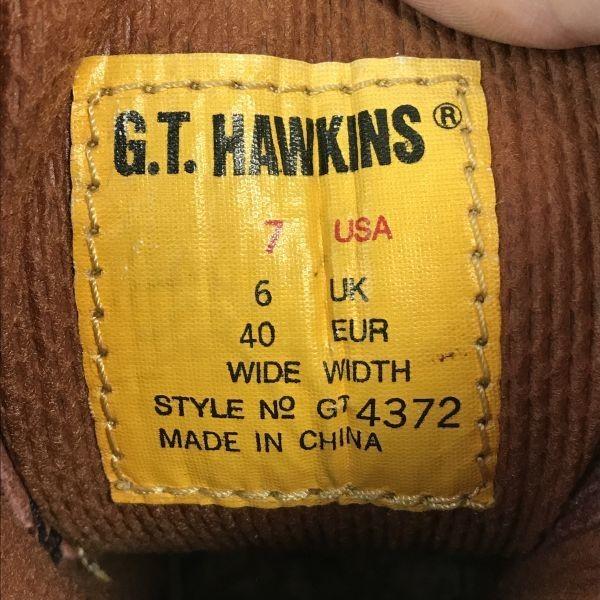 G.T. HAWKINS®
7 USA
6 UK
40 EUR
WIDE WIDTH
STYLE Nº GT 4372
MADE IN CHINA